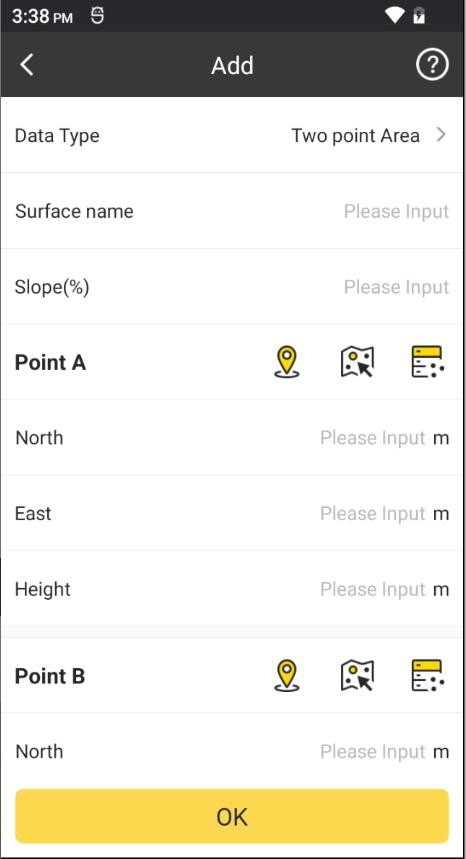 3:38 PM
Add
Data Type Two point Area
Surface name Please Input
Slope(%) Please Input
Point A
North Please Input m
East Please Input m
Height Please Input m
Point B
North Please Input m
OK